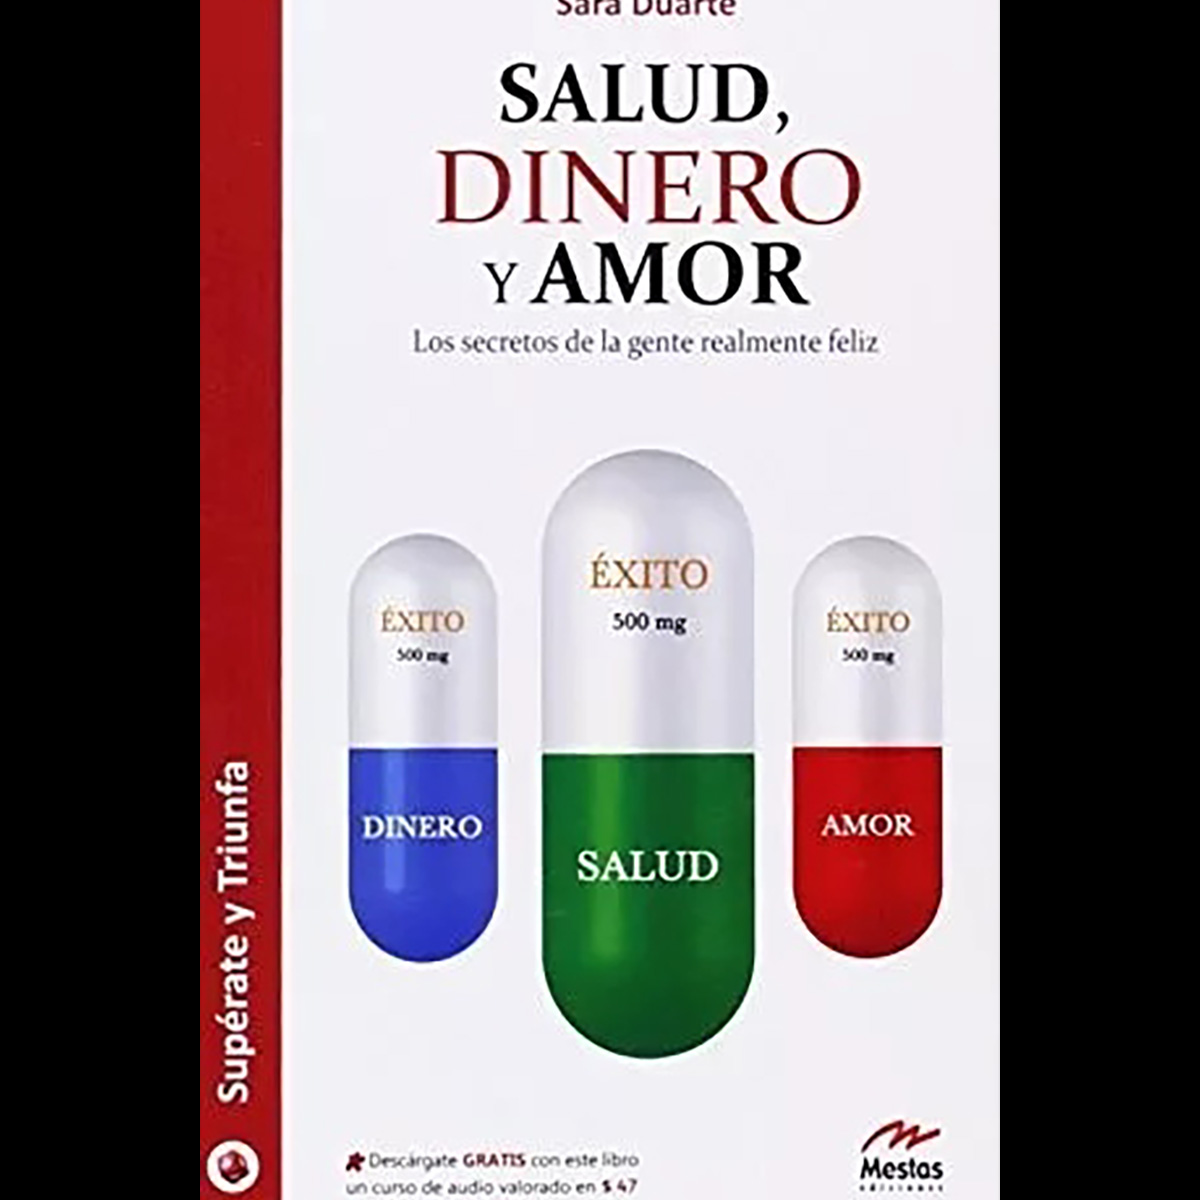 Sara Duarte
SALUD,
DINERO
Y AMOR
Los secretos de la gente realmente feliz
ÉXITO
500 mg
DINERO
ÉXITO
500 mg
SALUD
ÉXITO
500 mg
AMOR
Supérate y Triunfa
Descárgate GRATIS con este libro
un curso de audio valorado en $ 47
Mestas
ediciones